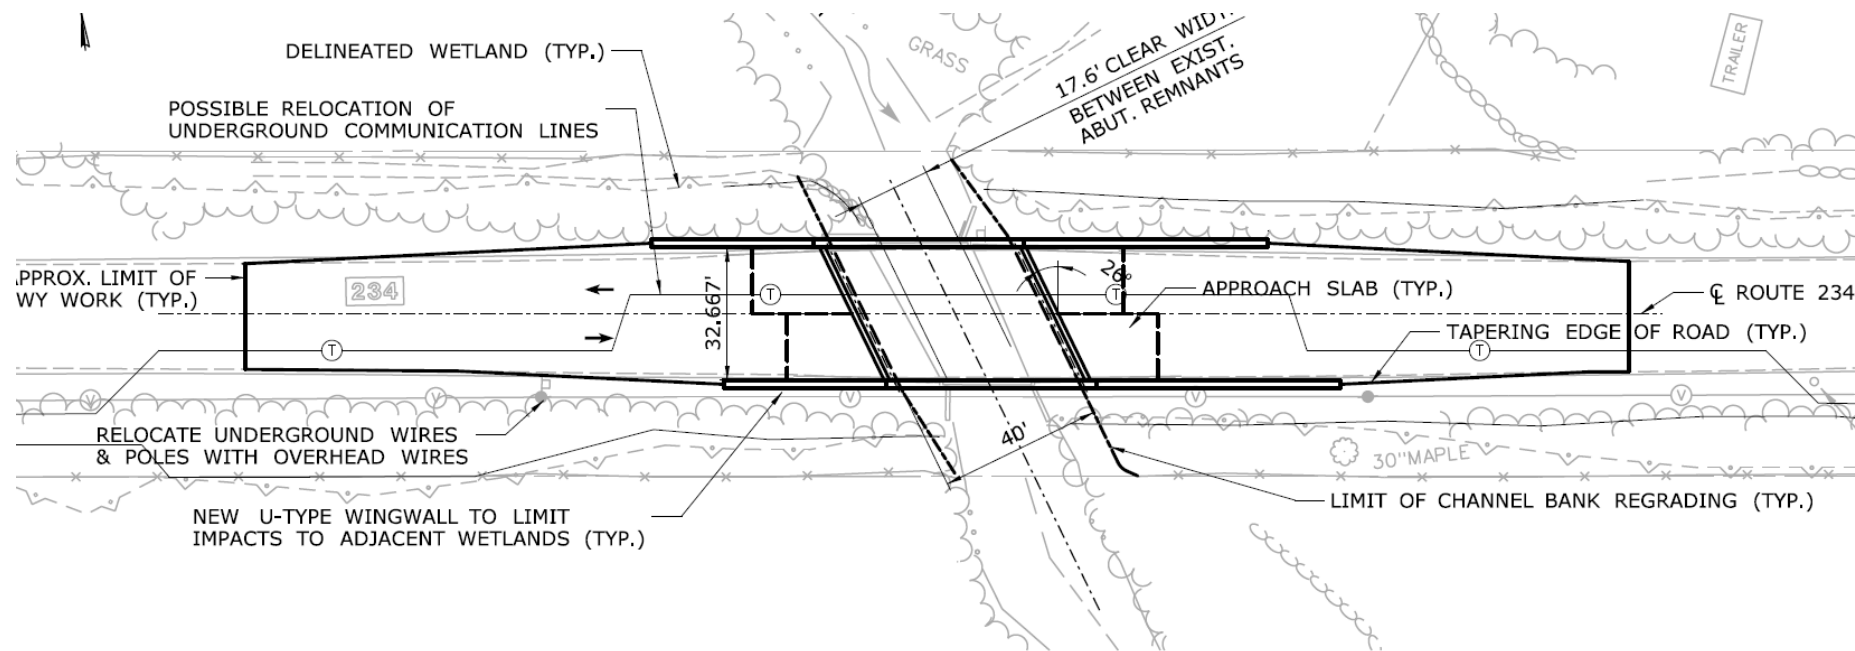 DELINEATED WETLAND (TYP.)
GRASS
17.6' CLEAR
BETWEEN EXIST.
ABUT. REMNANTS
TRAILER
POSSIBLE RELOCATION OF
UNDERGROUND COMMUNICATION LINES
LIMIT OF
WORK (TYP.)
234
32.667'
T
T
26°
APPROACH SLAB (TYP.)
℄ ROUTE 234
TAPERING EDGE OF ROAD (TYP.)
T
T
V
V
V
V
V
RELOCATE UNDERGROUND WIRES
& POLES WITH OVERHEAD WIRES
40'
30"MAPLE
NEW U-TYPE WINGWALL TO LIMIT
IMPACTS TO ADJACENT WETLANDS (TYP.)
LIMIT OF CHANNEL BANK REGRADING (TYP.)